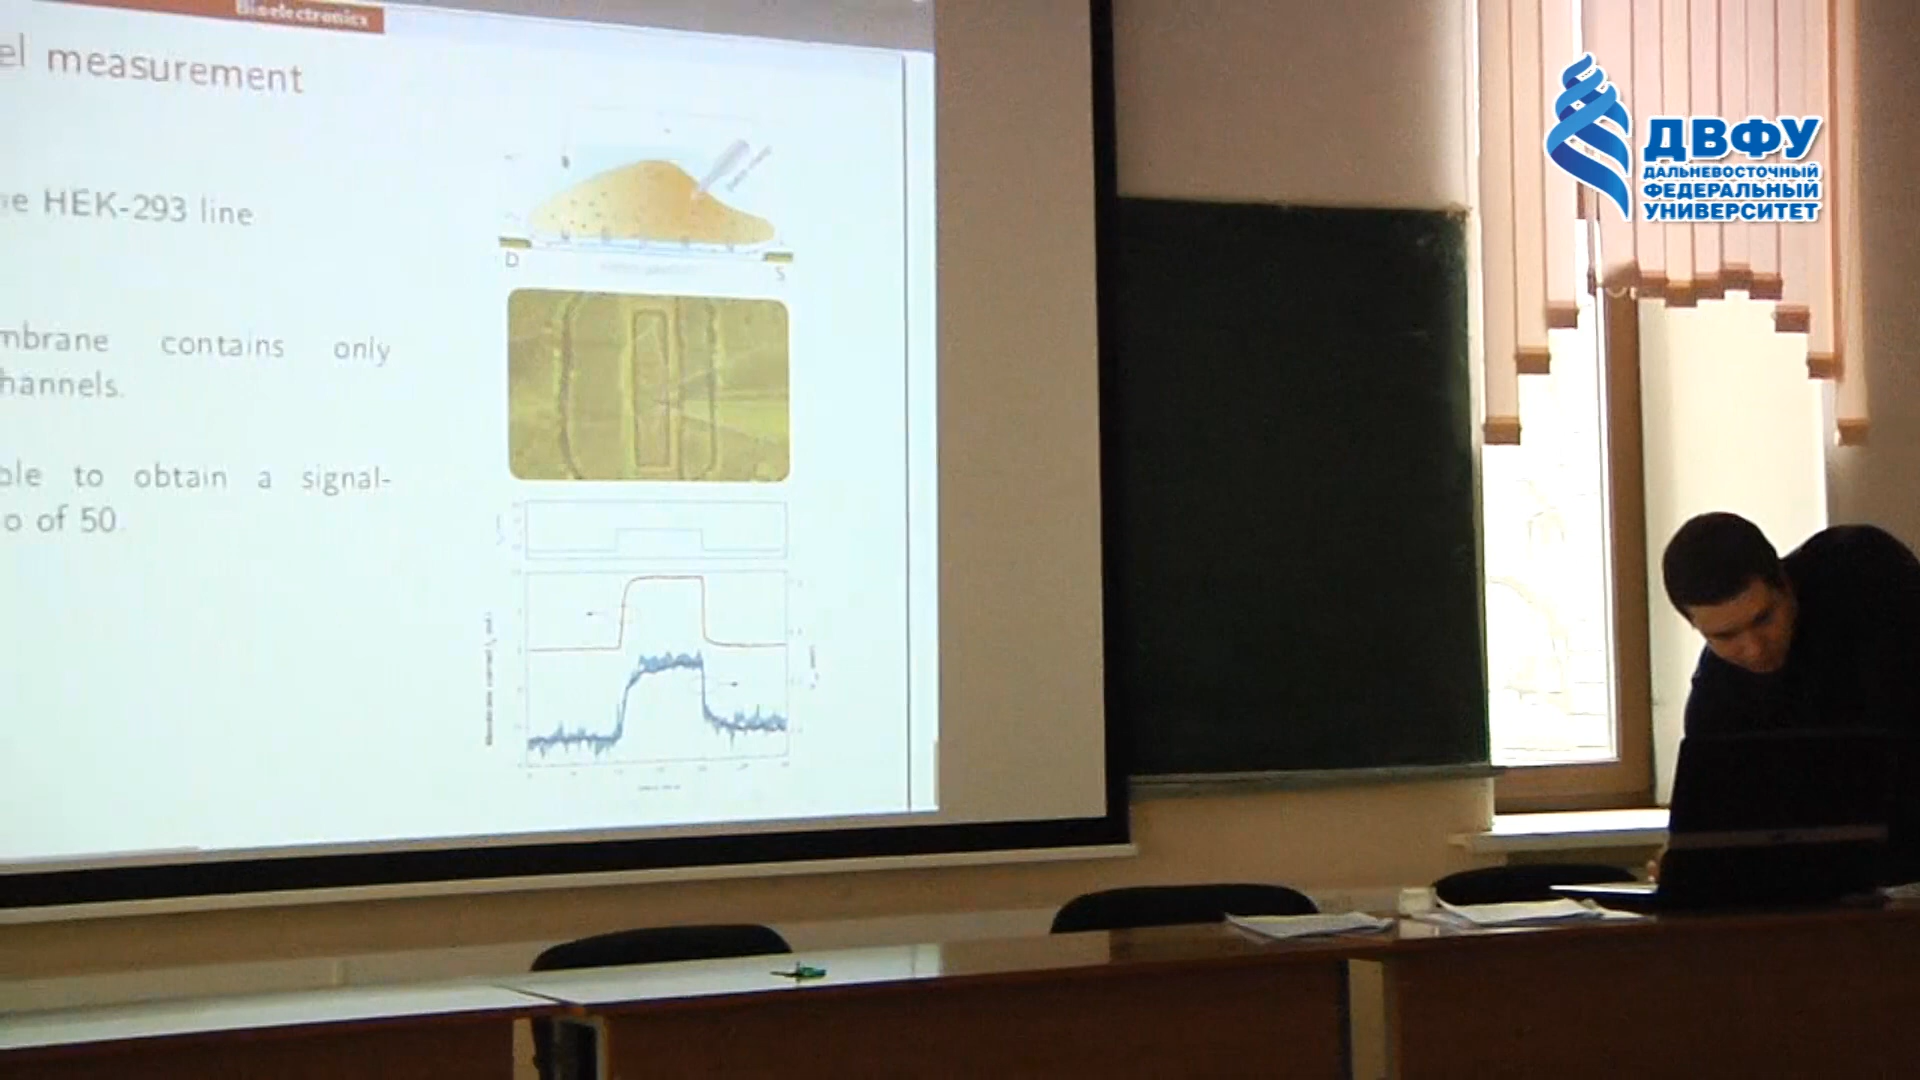 Bioelectronics
el measurement
HEK-293 line
mbrane contains only
hannels.
ble to obtain a signal-
o of 50.
D
S
ДВФУ
ДАЛЬНЕВОСТОЧНЫЙ
ФЕДЕРАЛЬНЫЙ
УНИВЕРСИТЕТ